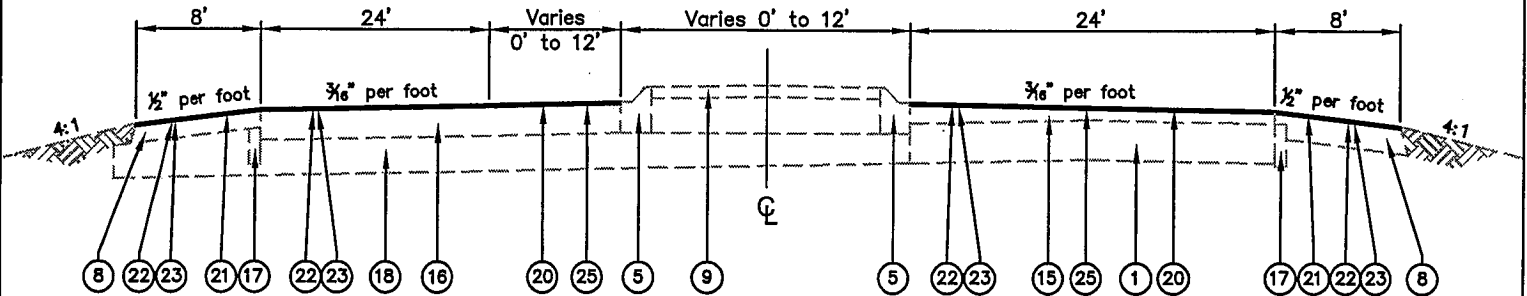 8' 24' Varies 0' to 12' Varies 0' to 12' 24' 8'
½" per foot 3/16" per foot 3/16" per foot ½" per foot
4:1 4:1
℄
8 22 23 21 17 22 23 18 16 20 25 5 9 5 22 23 15 25 1 20 17 21 22 23 8